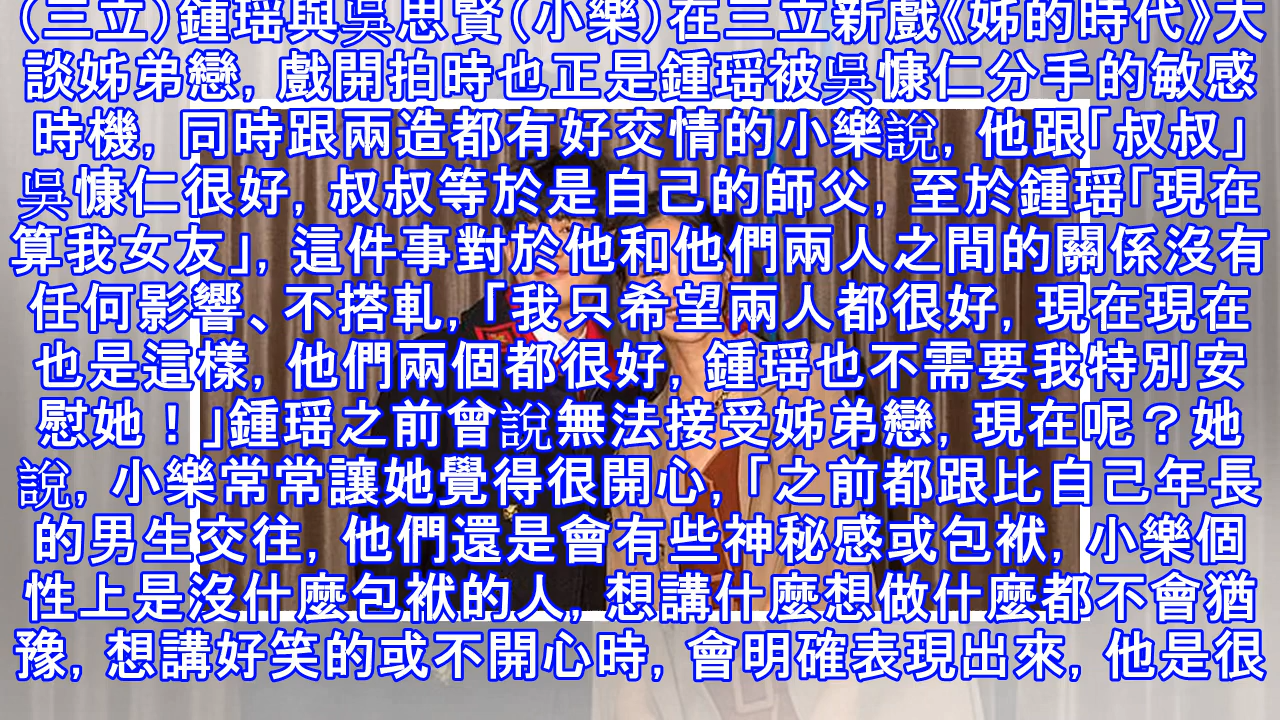 (三立)鍾瑶與吳思賢(小樂)在三立新戲《姊的時代》大
談姊弟戀, 戲開拍時也正是鍾瑶被吳慷仁分手的敏感
時機, 同時跟兩造都有好交情的小樂說, 他跟「叔叔」
吳慷仁很好, 叔叔等於是自己的師父, 至於鍾瑶「現在
算我女友」, 這件事對於他和他們兩人之間的關係沒有
任何影響、不搭軋,「我只希望兩人都很好, 現在現在
也是這樣, 他們兩個都很好, 鍾瑶也不需要我特別安
慰她！」鍾瑶之前曾說無法接受姊弟戀, 現在呢？她
說, 小樂常常讓她覺得很開心,「之前都跟比自己年長
的男生交往, 他們還是會有些神秘感或包袱, 小樂個
性上是沒什麼包袱的人, 想講什麼想做什麼都不會猶
豫, 想講好笑的或不開心時, 會明確表現出來, 他是很